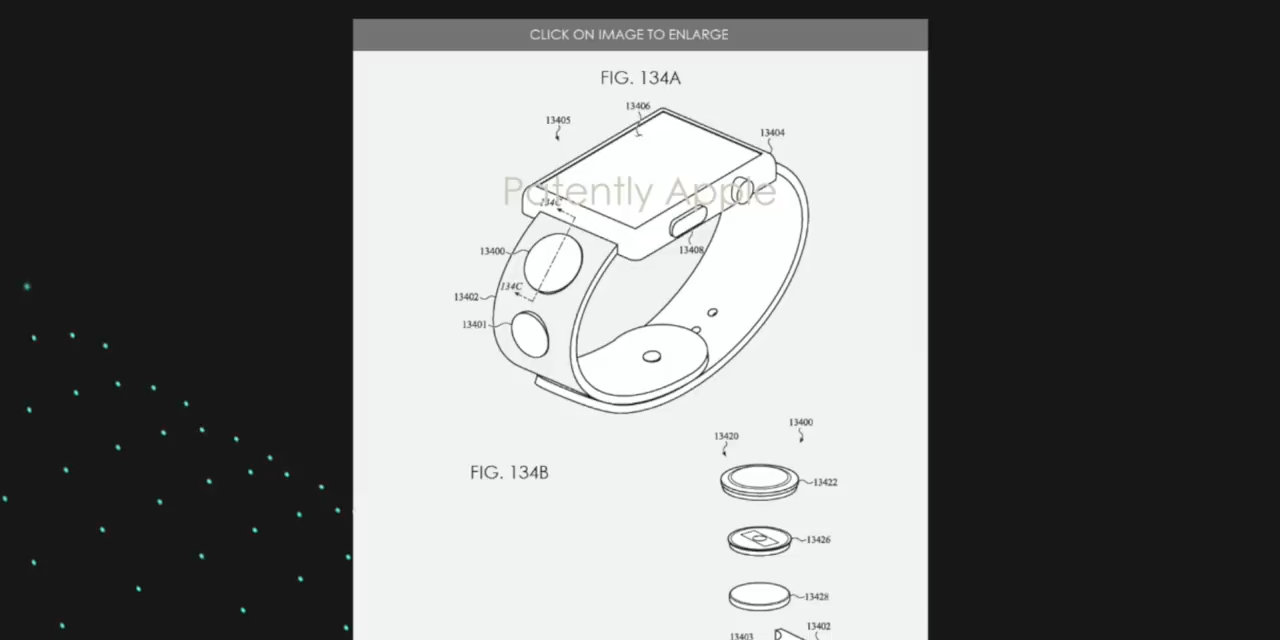 CLICK ON IMAGE TO ENLARGE
FIG. 134A
13406
13405
13404
Patently Apple
134C
13408
13400
134C
13402
13401
13400
13420
FIG. 134B
13422
13426
13428
13402
13403